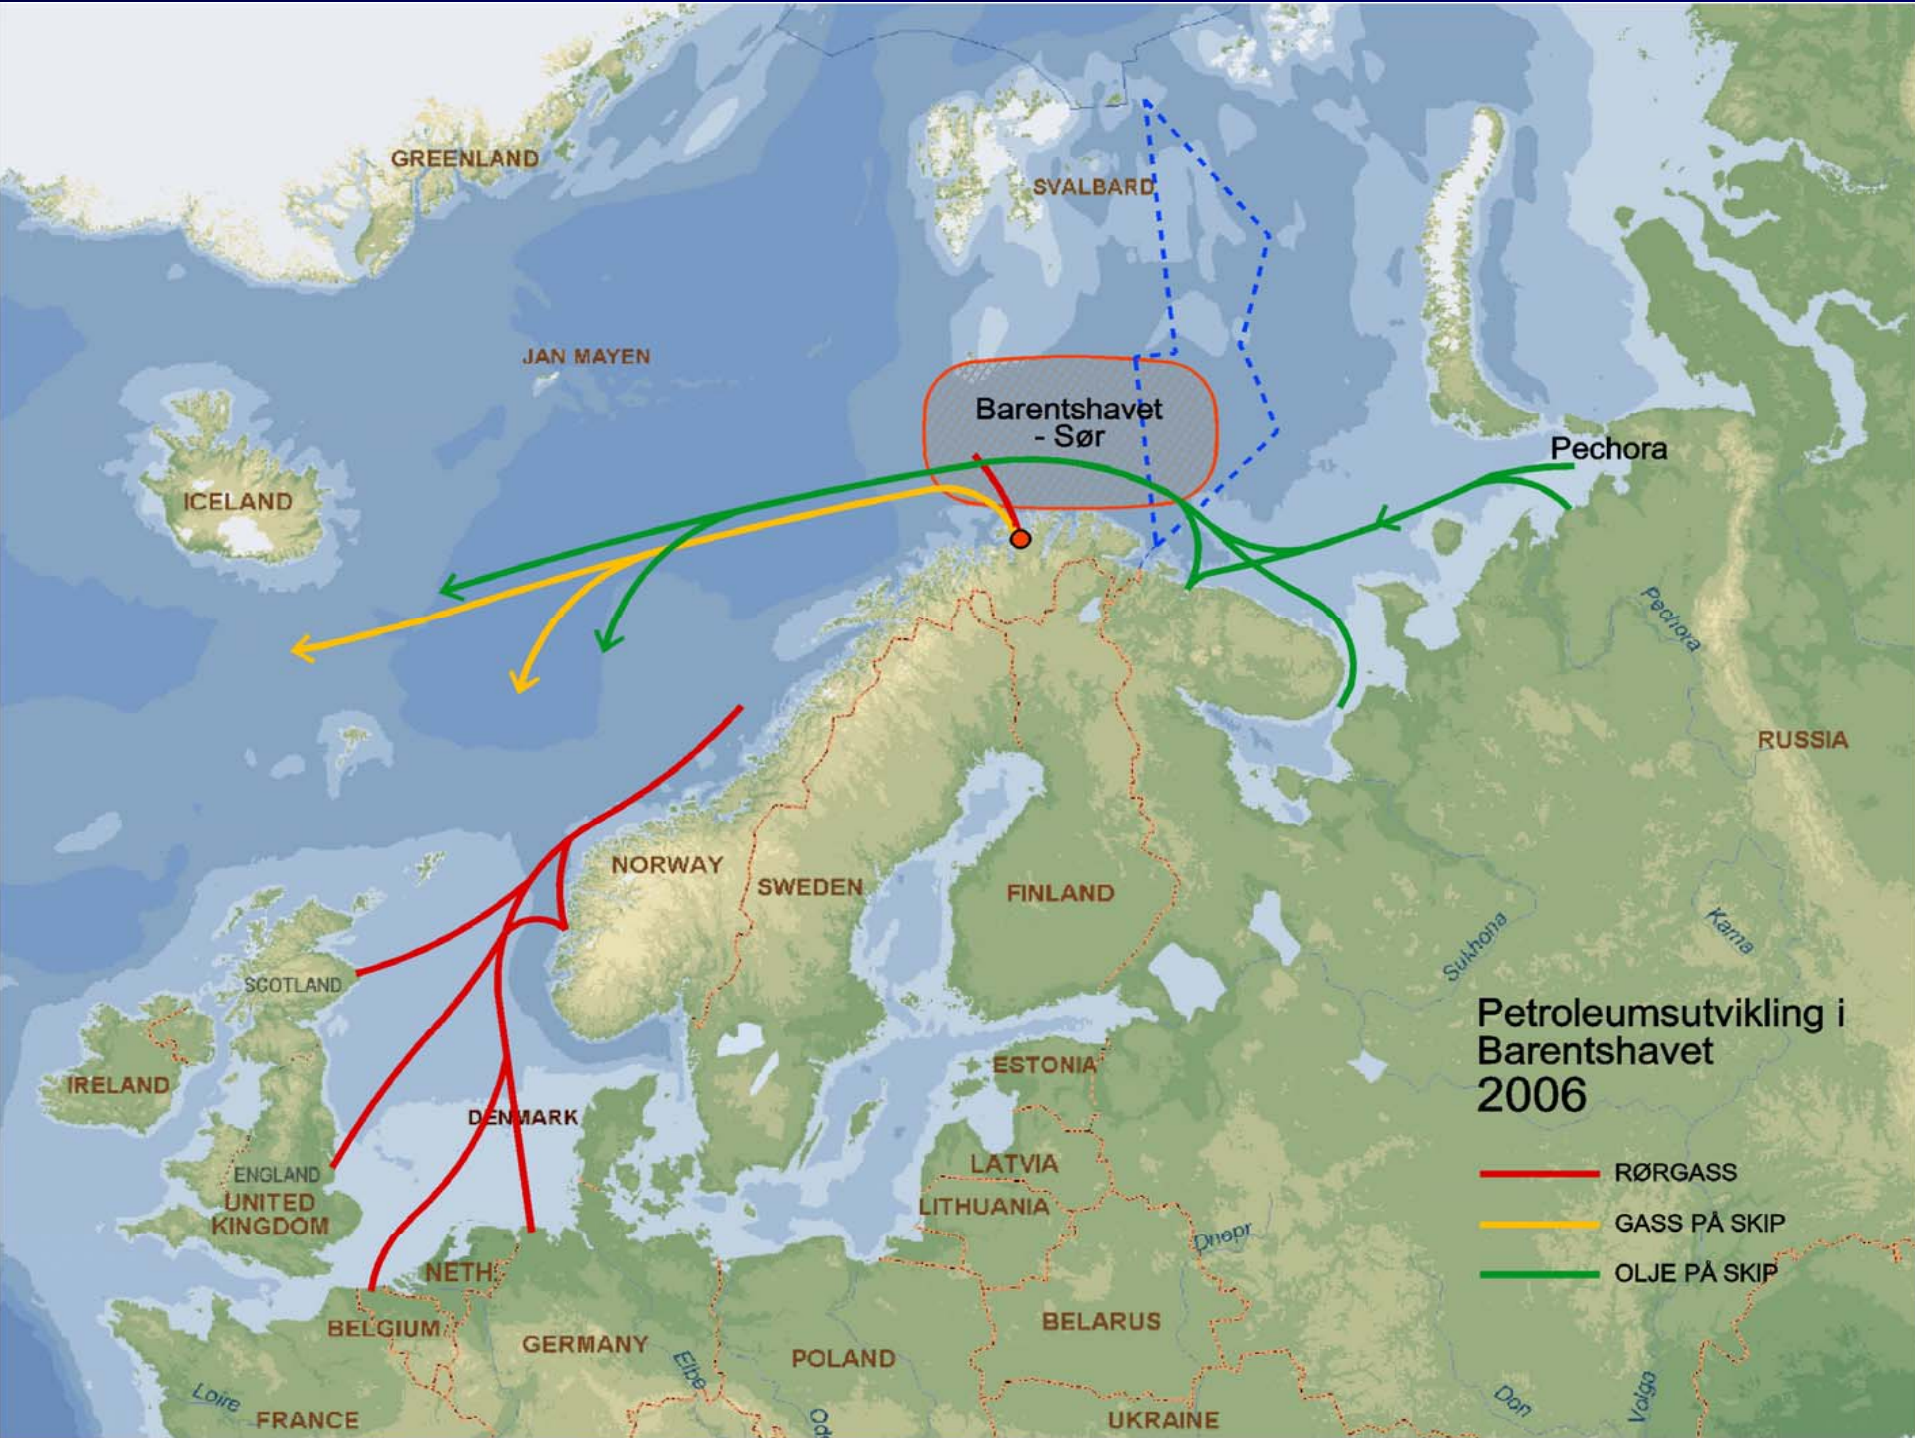 GREENLAND
SVALBARD
JAN MAYEN
Barentshavet
- Sør
Pechora
ICELAND
Pechora
RUSSIA
NORWAY
SWEDEN
FINLAND
Sukhona
Kama
SCOTLAND
Petroleumsutvikling i
Barentshavet
2006
IRELAND
ESTONIA
DENMARK
LATVIA
RØRGASS
ENGLAND
UNITED
KINGDOM
LITHUANIA
GASS PÅ SKIP
Dnepr
NETH.
OLJE PÅ SKIP
BELGIUM
GERMANY
BELARUS
POLAND
Elbe
Loire
Don
Volga
FRANCE
UKRAINE